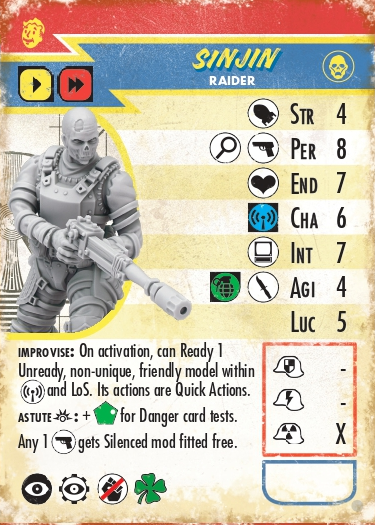 SINJIN
RAIDER
STR 4
PER 8
END 7
CHA 6
INT 7
AGI 4
LUC 5
IMPROVISE: On activation, can Ready 1
Unready, non-unique, friendly model within
and LoS. Its actions are Quick Actions.
ASTUTE : + for Danger card tests.
Any 1 gets Silenced mod fitted free.
-
-
X